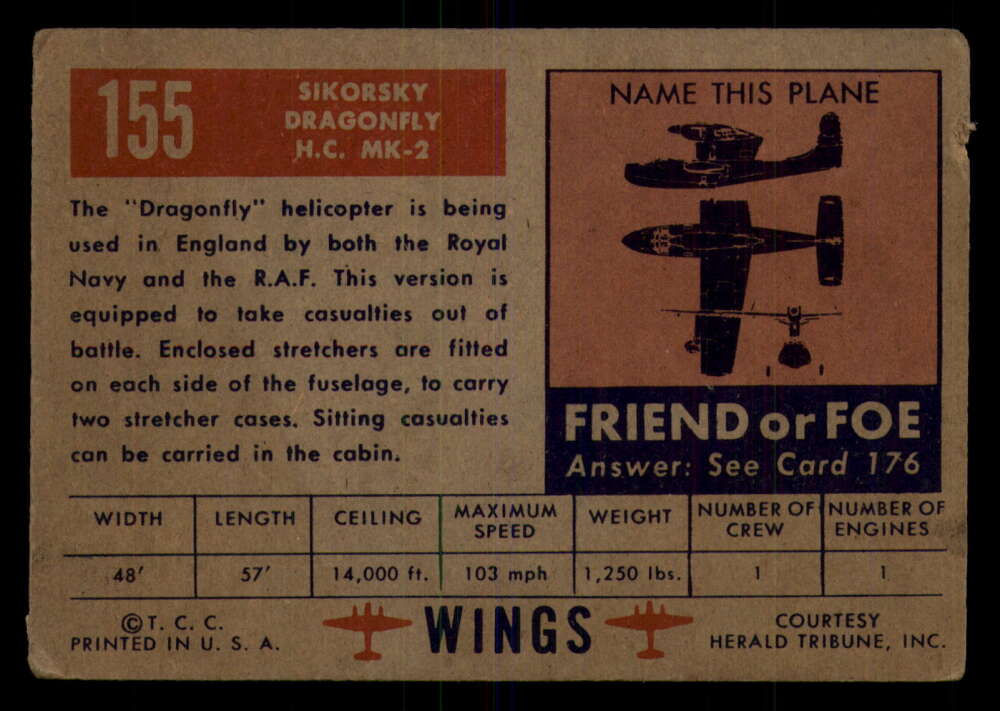 155
SIKORSKY
DRAGONFLY
H.C. MK-2
The "Dragonfly" helicopter is being
used in England by both the Royal
Navy and the R.A.F. This version is
equipped to take casualties out of
battle. Enclosed stretchers are fitted
on each side of the fuselage, to carry
two stretcher cases. Sitting casualties
can be carried in the cabin.
NAME THIS PLANE
FRIEND or FOE
Answer: See Card 176
WIDTH LENGTH CEILING MAXIMUM SPEED WEIGHT NUMBER OF CREW NUMBER OF ENGINES
48' 57' 14,000 ft. 103 mph 1,250 lbs. 1 1
© T. C. C.
PRINTED IN U. S. A.
WINGS
COURTESY
HERALD TRIBUNE, INC.